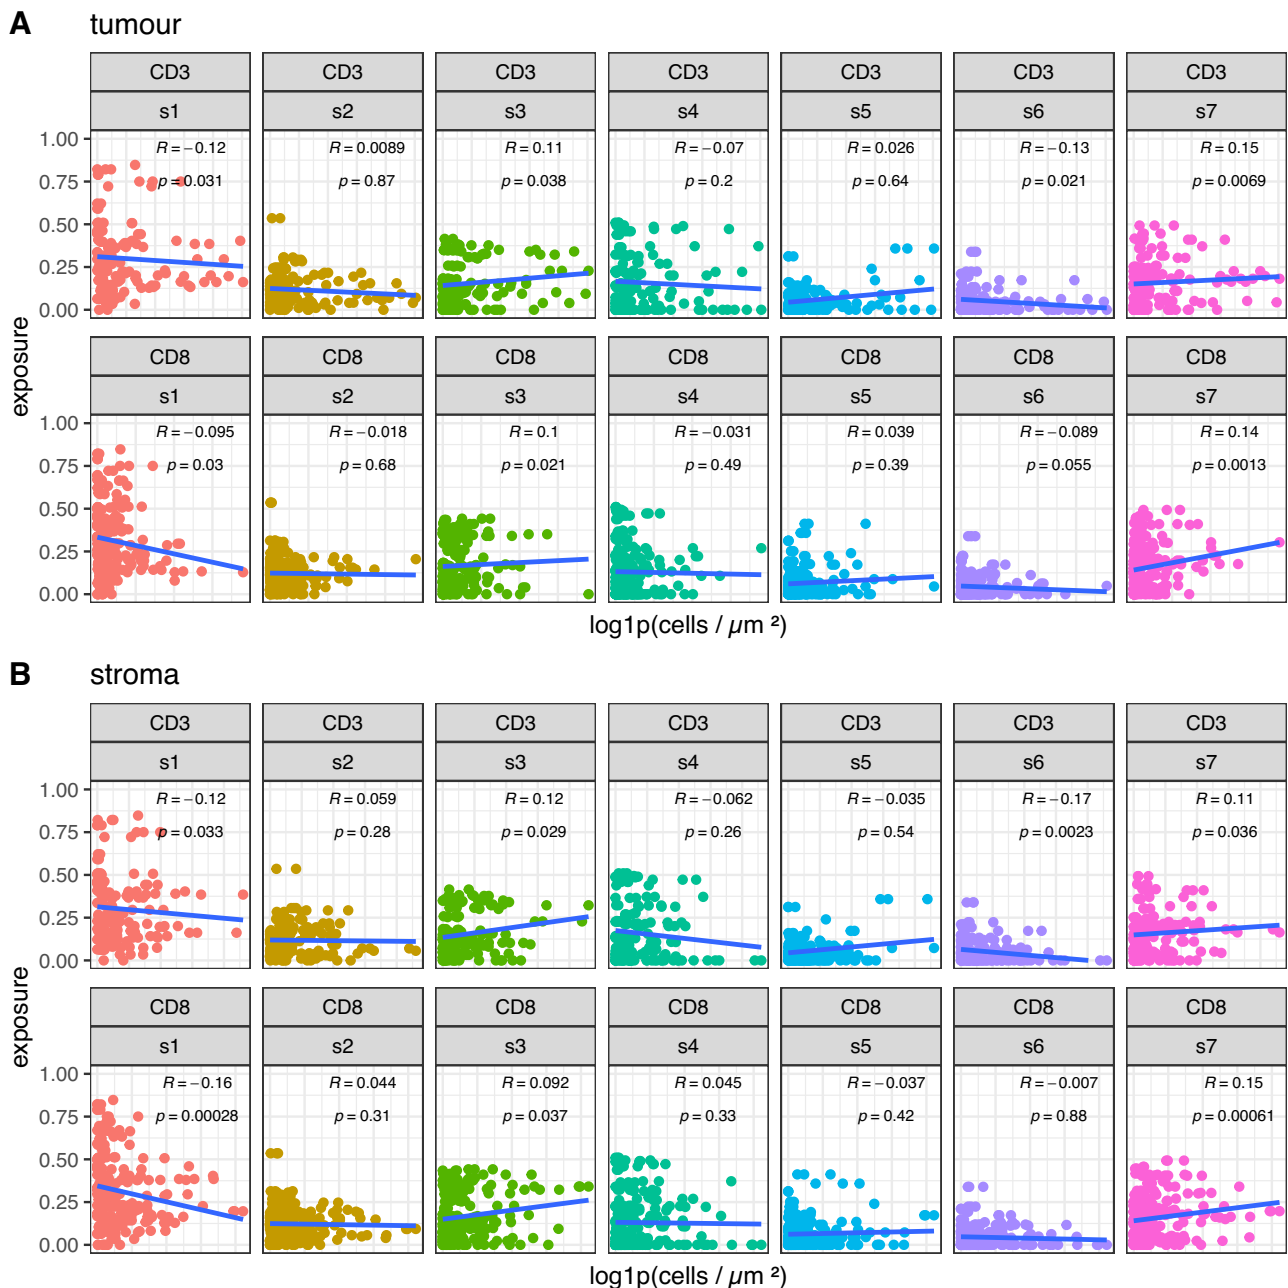 A tumour
CD3 CD3 CD3 CD3 CD3 CD3 CD3
s1 s2 s3 s4 s5 s6 s7
R = −0.12 R = 0.0089 R = 0.11 R = −0.07 R = 0.026 R = −0.13 R = 0.15
p = 0.031 p = 0.87 p = 0.038 p = 0.2 p = 0.64 p = 0.021 p = 0.0069
1.00
0.75
0.50
0.25
0.00
exposure
CD8 CD8 CD8 CD8 CD8 CD8 CD8
s1 s2 s3 s4 s5 s6 s7
R = −0.095 R = −0.018 R = 0.1 R = −0.031 R = 0.039 R = −0.089 R = 0.14
p = 0.03 p = 0.68 p = 0.021 p = 0.49 p = 0.39 p = 0.055 p = 0.0013
1.00
0.75
0.50
0.25
0.00
log1p(cells / µm ²)
B stroma
CD3 CD3 CD3 CD3 CD3 CD3 CD3
s1 s2 s3 s4 s5 s6 s7
R = −0.12 R = 0.059 R = 0.12 R = −0.062 R = −0.035 R = −0.17 R = 0.11
p = 0.033 p = 0.28 p = 0.029 p = 0.26 p = 0.54 p = 0.0023 p = 0.036
1.00
0.75
0.50
0.25
0.00
exposure
CD8 CD8 CD8 CD8 CD8 CD8 CD8
s1 s2 s3 s4 s5 s6 s7
R = −0.16 R = 0.044 R = 0.092 R = 0.045 R = −0.037 R = −0.007 R = 0.15
p = 0.00028 p = 0.31 p = 0.037 p = 0.33 p = 0.42 p = 0.88 p = 0.00061
1.00
0.75
0.50
0.25
0.00
log1p(cells / µm ²)